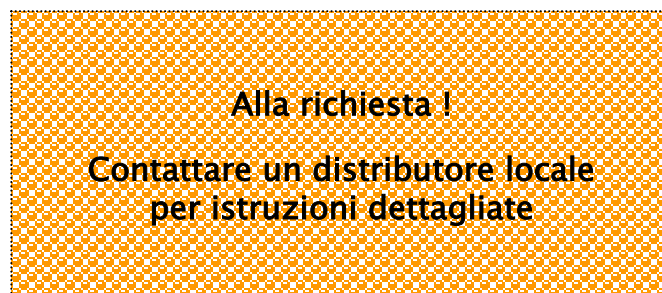 Alla richiesta !
Contattare un distributore locale
per istruzioni dettagliate